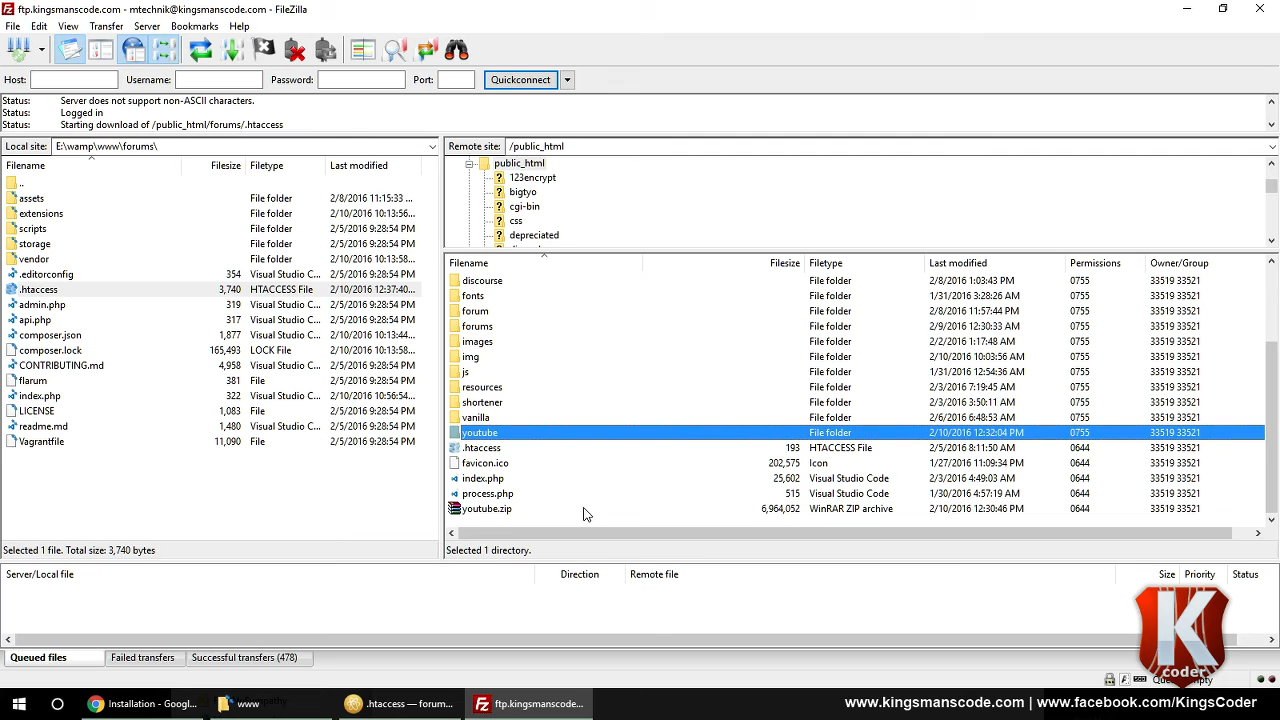 ftp.kingsmanscode.com - mtechnik@kingsmanscode.com - FileZilla
File Edit View Transfer Server Bookmarks Help
Host: Username: Password: Port: Quickconnect
Status: Server does not support non-ASCII characters.
Status: Logged in
Status: Starting download of /public_html/forums/.htaccess
Local site: E:\wamp\www\forums\
Filename Filesize Filetype Last modified
..
assets File folder 2/8/2016 11:15:33 ...
extensions File folder 2/10/2016 10:13:56...
scripts File folder 2/5/2016 9:28:54 PM
storage File folder 2/5/2016 9:28:54 PM
vendor File folder 2/10/2016 10:13:58...
.editorconfig 354 Visual Studio C... 2/5/2016 9:28:54 PM
.htaccess 3,740 HTACCESS File 2/10/2016 12:37:40...
admin.php 319 Visual Studio C... 2/5/2016 9:28:54 PM
api.php 317 Visual Studio C... 2/5/2016 9:28:54 PM
composer.json 1,877 Visual Studio C... 2/10/2016 10:13:44...
composer.lock 165,493 LOCK File 2/10/2016 10:13:58...
CONTRIBUTING.md 4,958 Visual Studio C... 2/5/2016 9:28:54 PM
flarum 381 File 2/5/2016 9:28:54 PM
index.php 322 Visual Studio C... 2/10/2016 10:56:54...
LICENSE 1,083 File 2/5/2016 9:28:54 PM
readme.md 4,480 Visual Studio C... 2/5/2016 9:28:54 PM
Vagrantfile 11,090 File 2/5/2016 9:28:54 PM
Selected 1 file. Total size: 3,740 bytes
Remote site: /public_html
public_html
123encrypt
bigtyo
cgi-bin
css
depreciated
Filename Filesize Filetype Last modified Permissions Owner/Group
discourse File folder 2/8/2016 1:03:43 PM 0755 33519 33521
fonts File folder 1/31/2016 3:28:26 AM 0755 33519 33521
forum File folder 2/8/2016 11:57:44 PM 0755 33519 33521
forums File folder 2/9/2016 12:30:33 AM 0755 33519 33521
images File folder 2/2/2016 1:17:48 AM 0755 33519 33521
img File folder 2/10/2016 10:03:56 AM 0755 33519 33521
js File folder 1/31/2016 12:54:36 AM 0755 33519 33521
resources File folder 2/3/2016 7:19:45 AM 0755 33519 33521
shortener File folder 2/3/2016 3:50:11 AM 0755 33519 33521
vanilla File folder 2/6/2016 6:48:53 AM 0755 33519 33521
youtube File folder 2/10/2016 12:32:04 PM 0755 33519 33521
.htaccess 193 HTACCESS File 2/5/2016 8:11:50 AM 0644 33519 33521
favicon.ico 202,575 Icon 1/27/2016 11:09:34 PM 0644 33519 33521
index.php 25,602 Visual Studio Code 2/3/2016 4:49:03 AM 0644 33519 33521
process.php 515 Visual Studio Code 1/30/2016 4:57:19 AM 0644 33519 33521
youtube.zip 6,964,052 WinRAR ZIP archive 2/10/2016 12:30:46 PM 0644 33519 33521
Selected 1 directory.
Server/Local file Direction Remote file Size Priority Status
Queued files Failed transfers Successful transfers (478)
K
coder
Installation - Googl... www .htaccess — forum... ftp.kingsmanscode...
www.kingsmanscode.com | www.facebook.com/KingsCoder